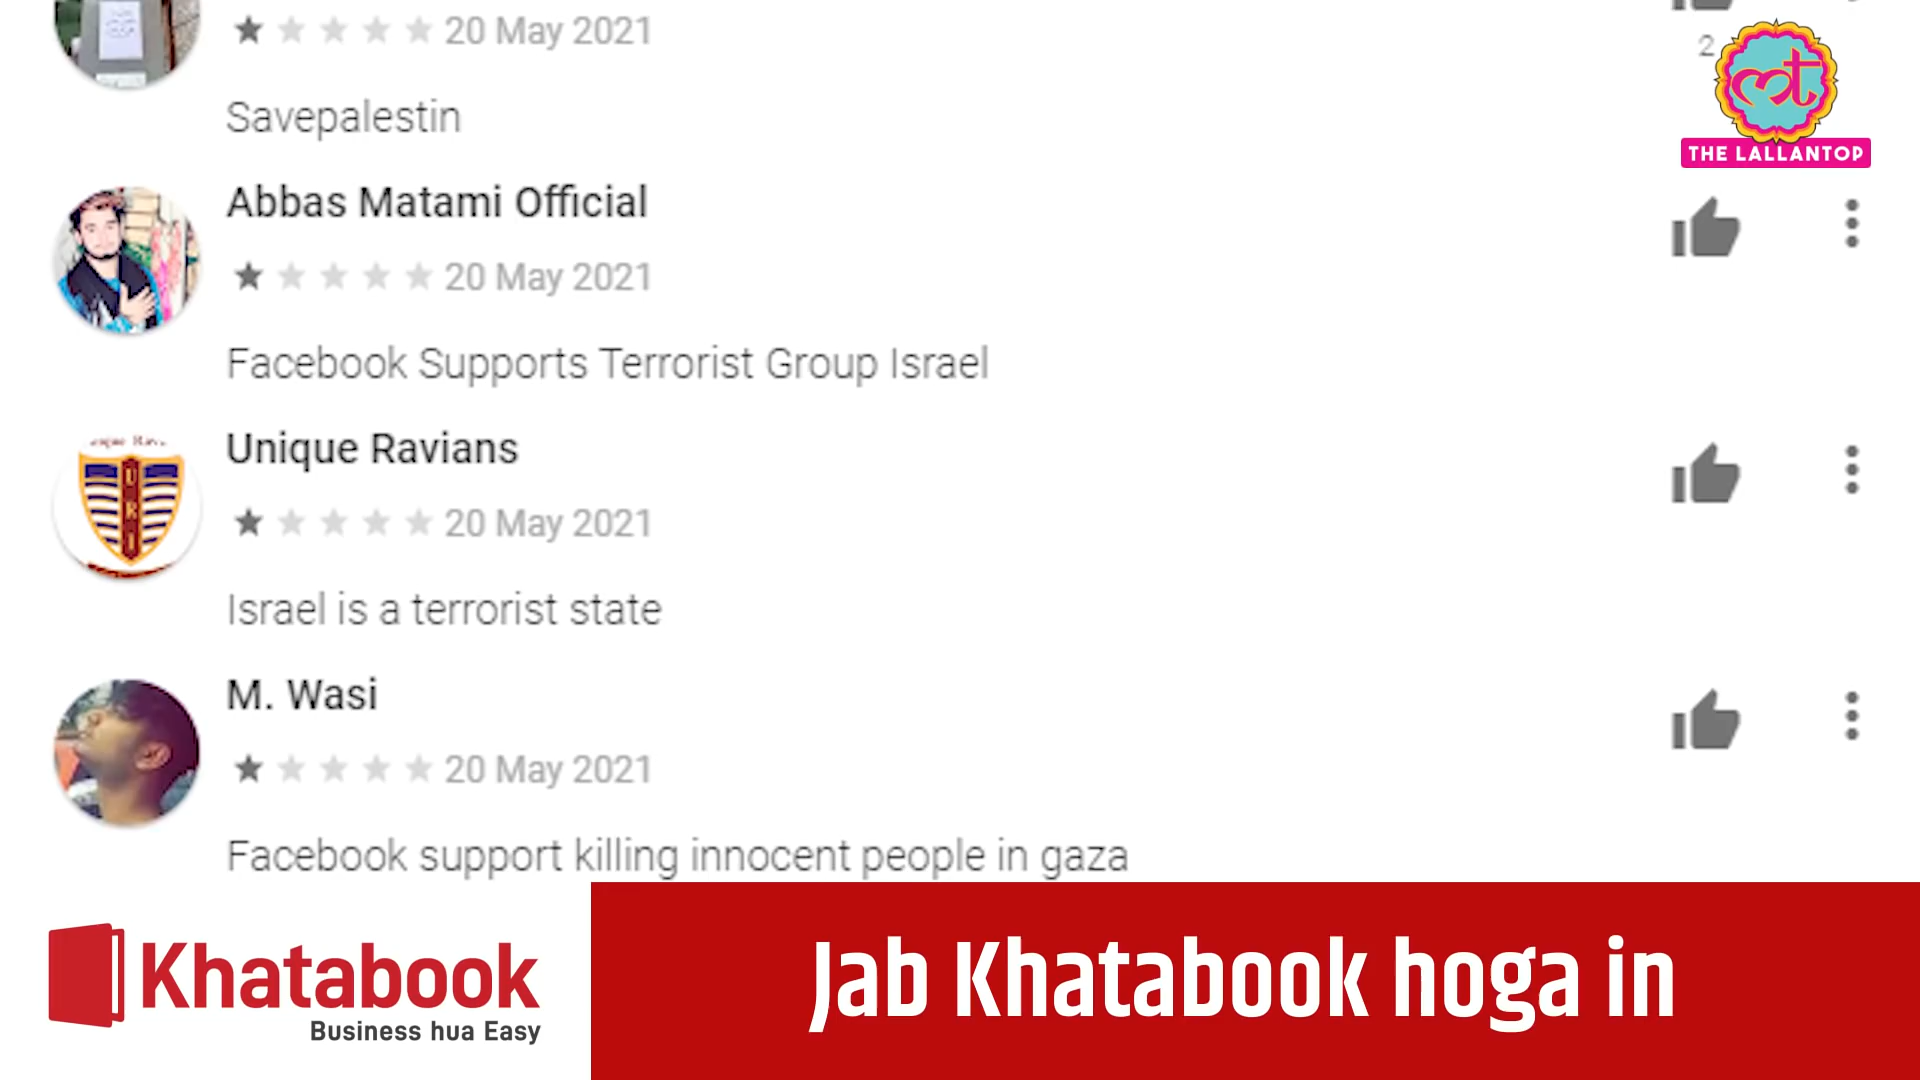 20 May 2021
2
Savepalestin
THE LALLANTOP
Abbas Matami Official
20 May 2021
Facebook Supports Terrorist Group Israel
Unique Ravians
20 May 2021
Israel is a terrorist state
M. Wasi
20 May 2021
Facebook support killing innocent people in gaza
Khatabook
Business hua Easy
Jab Khatabook hoga in